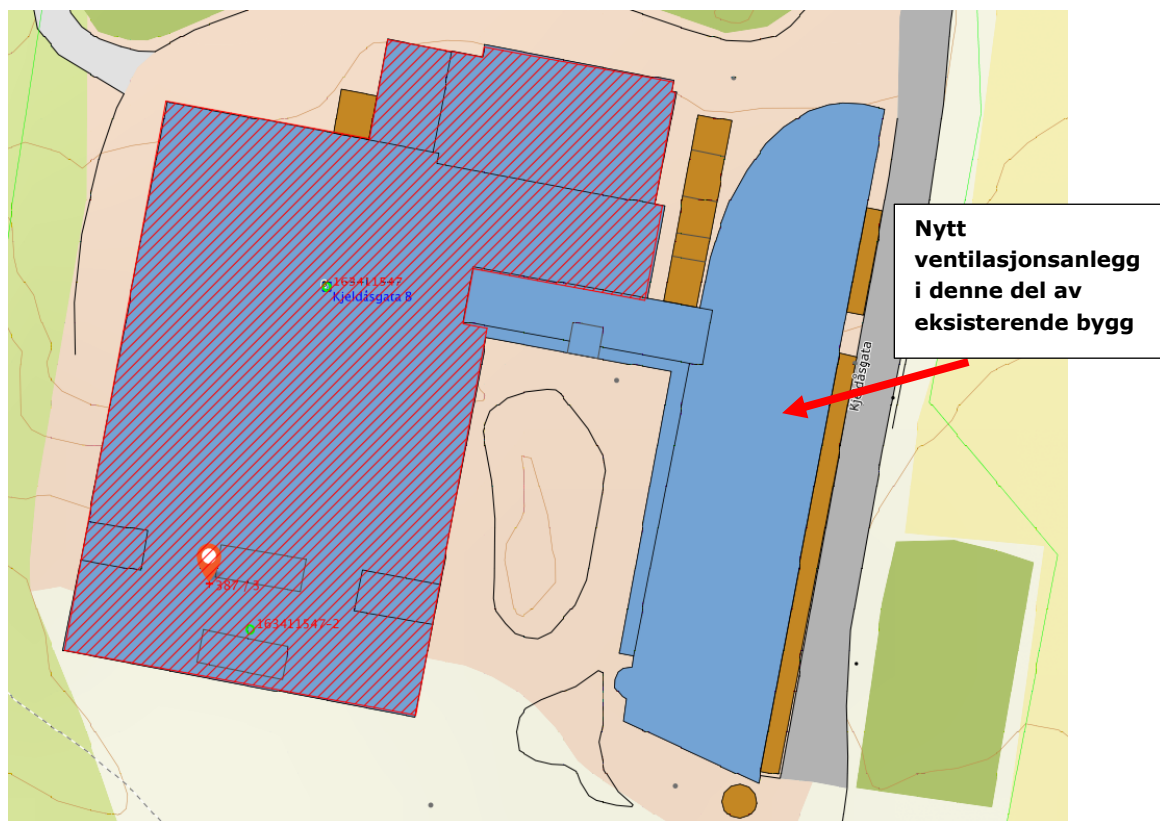 163411547
Kjeldåsgata 8
Nytt
ventilasjonsanlegg
i denne del av
eksisterende bygg
Kjeldåsgata
387 / 3
163411547-2